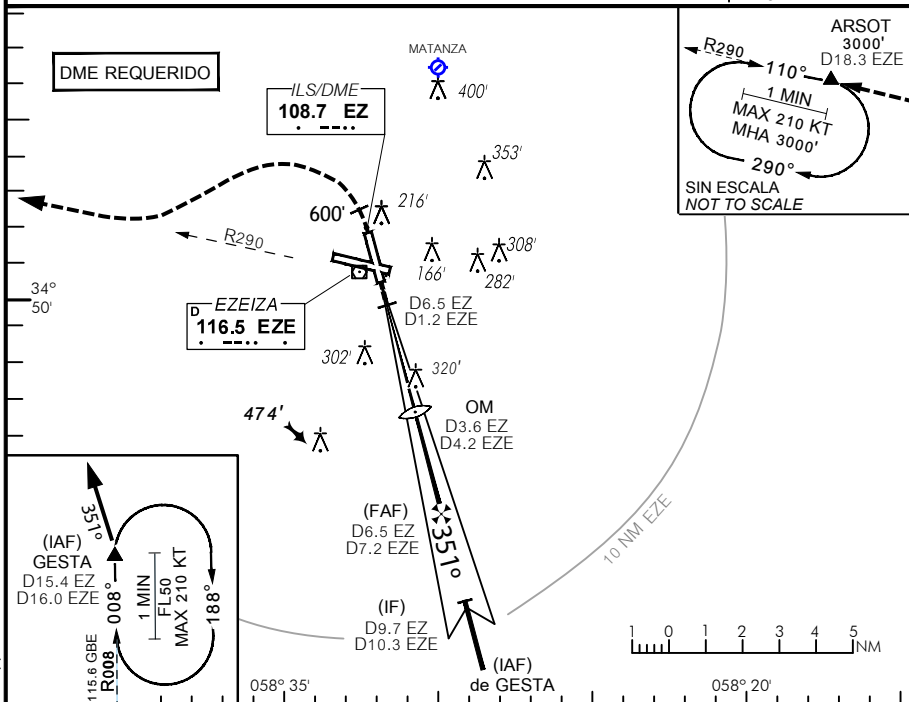 DME REQUERIDO
MATANZA
400'
ILS/DME
108.7 EZ
353'
216'
600'
R290
166'
308'
282'
34°
50'
D EZEIZA
116.5 EZE
D6.5 EZ
D1.2 EZE
302'
320'
474'
OM
D3.6 EZ
D4.2 EZE
(FAF)
D6.5 EZ
D7.2 EZE
351°
(IF)
D9.7 EZ
D10.3 EZE
(IAF)
de GESTA
10 NM EZE
ARSOT
3000'
D18.3 EZE
R290
110°
1 MIN
MAX 210 KT
MHA 3000'
290°
SIN ESCALA
NOT TO SCALE
351°
(IAF)
GESTA
D15.4 EZ
D16.0 EZE
008°
1 MIN
FL50
MAX 210 KT
188°
115.6 GBE
R008
058° 35'
058° 20'
1 0 1 2 3 4 5 NM